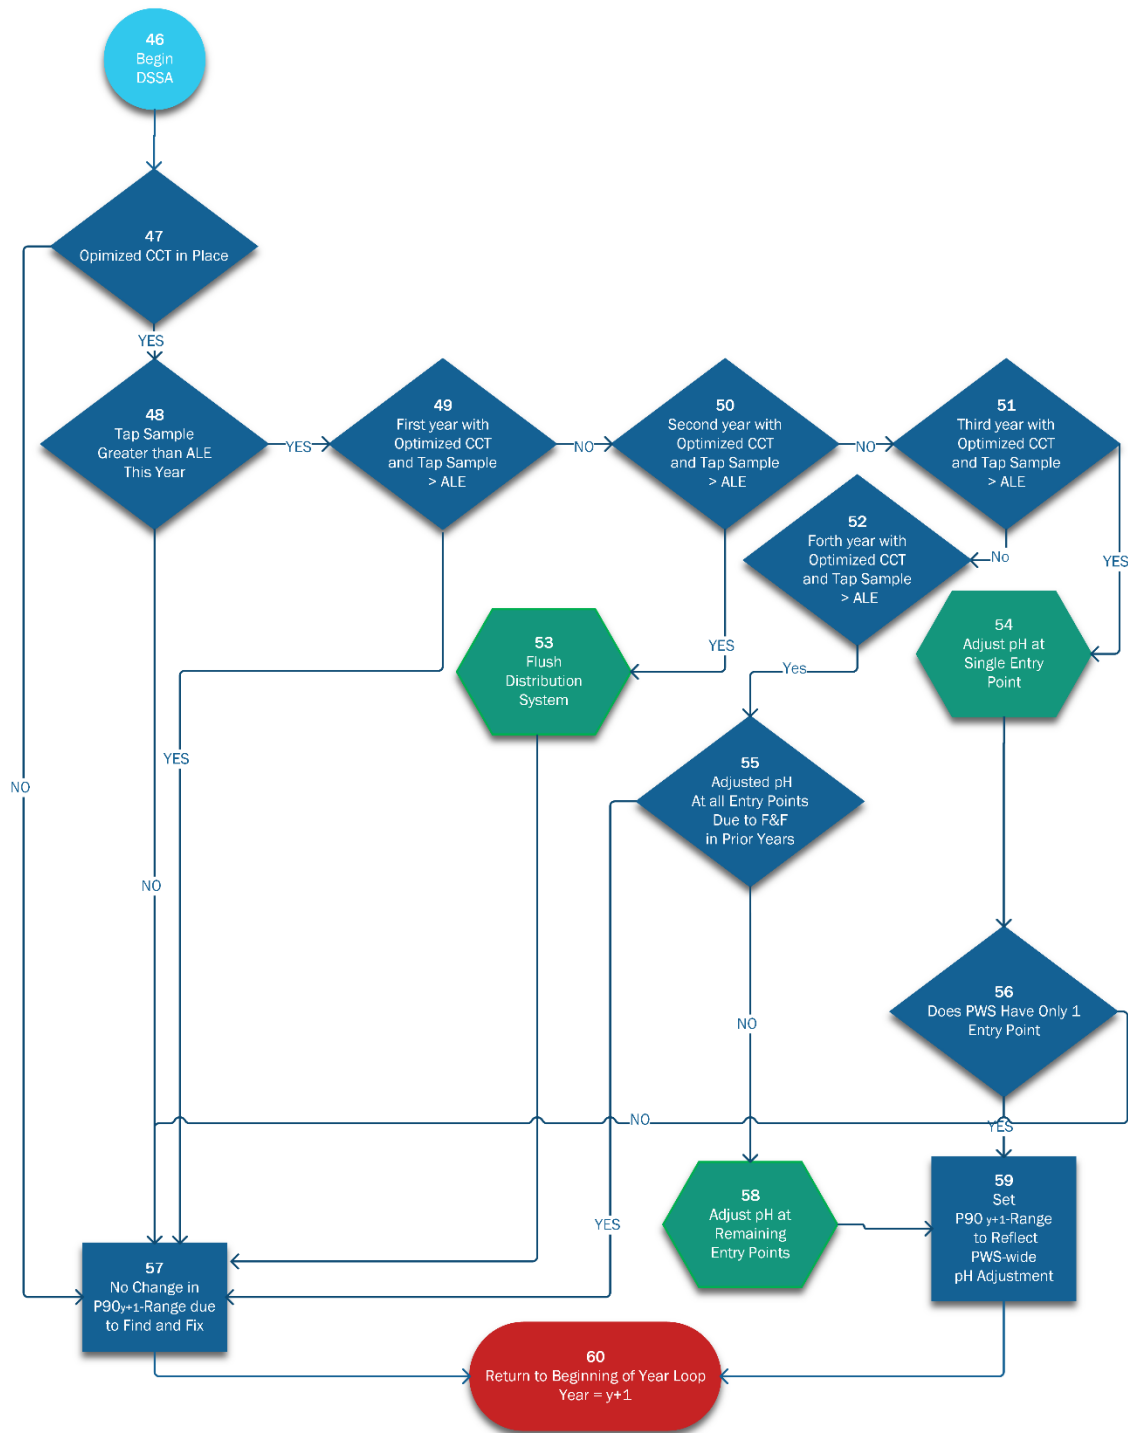 46
Begin
DSSA
47
Opimized CCT in Place
YES
48
Tap Sample
Greater than ALE
This Year
YES
49
First year with
Optimized CCT
and Tap Sample
> ALE
NO
50
Second year with
Optimized CCT
and Tap Sample
> ALE
NO
51
Third year with
Optimized CCT
and Tap Sample
> ALE
52
Forth year with
Optimized CCT
and Tap Sample
> ALE
No
YES
53
Flush
Distribution
System
YES
54
Adjust pH at
Single Entry
Point
Yes
YES
NO
55
Adjusted pH
At all Entry Points
Due to F&F
in Prior Years
NO
NO
56
Does PWS Have Only 1
Entry Point
NO
YES
57
No Change in
P90y+1-Range due
to Find and Fix
YES
58
Adjust pH at
Remaining
Entry Points
59
Set
P90 y+1-Range
to Reflect
PWS-wide
pH Adjustment
60
Return to Beginning of Year Loop
Year = y+1